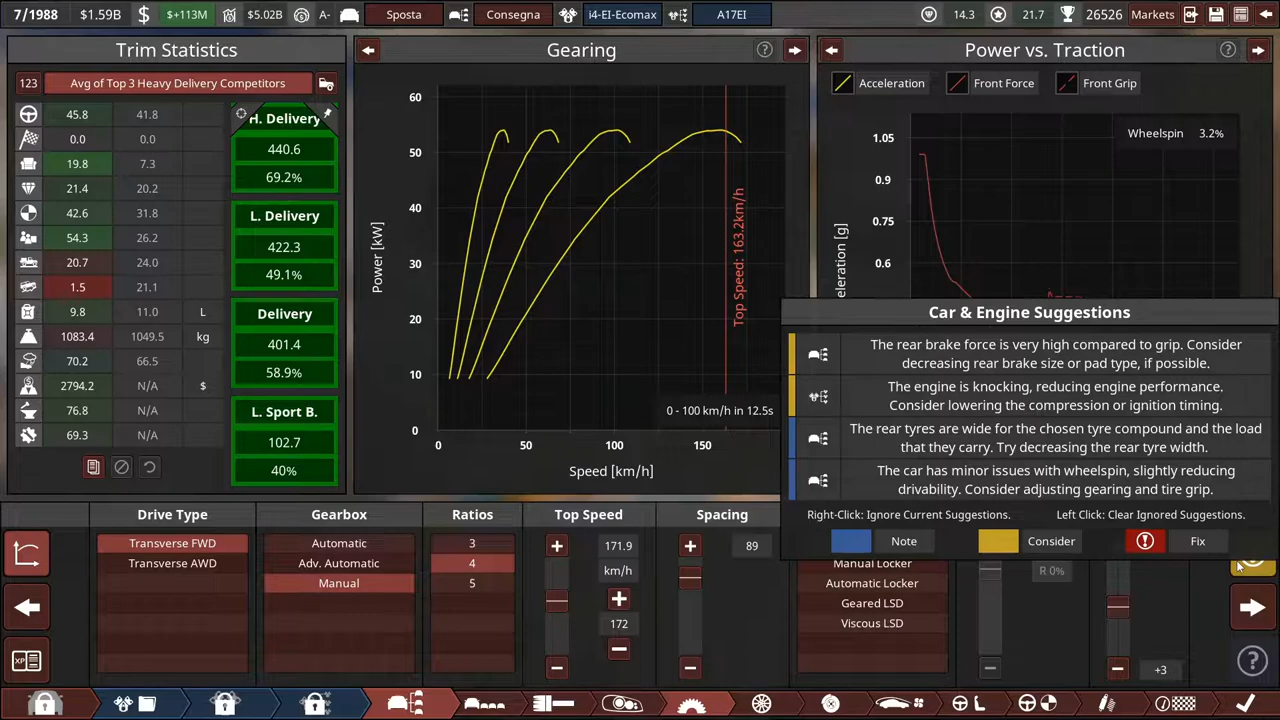 7/1988 $1.59B $+113M $5.02B A- Sposta Consegna i4-EI-Ecomax A17EI 14.3 21.7 26526 Markets
Trim Statistics
123 Avg of Top 3 Heavy Delivery Competitors
45.8 41.8
0.0 0.0
19.8 7.3
21.4 20.2
42.6 31.8
54.3 26.2
20.7 24.0
1.5 21.1
9.8 11.0 L
1083.4 1049.5 kg
70.2 66.5
2794.2 N/A $
76.8 N/A
69.3 N/A
H. Delivery
440.6
69.2%
L. Delivery
422.3
49.1%
Delivery
401.4
58.9%
L. Sport B.
102.7
40%
Gearing
?
60
50
40
30
20
10
0
Power [kW]
Top Speed: 163.2km/h
0 - 100 km/h in 12.5s
0 50 100 150
Speed [km/h]
Power vs. Traction
?
Acceleration Front Force Front Grip
Wheelspin 3.2%
1.05
0.9
0.75
0.6
eleration [g]
Car & Engine Suggestions
The rear brake force is very high compared to grip. Consider
decreasing rear brake size or pad type, if possible.
The engine is knocking, reducing engine performance.
Consider lowering the compression or ignition timing.
The rear tyres are wide for the chosen tyre compound and the load
that they carry. Try decreasing the rear tyre width.
The car has minor issues with wheelspin, slightly reducing
drivability. Consider adjusting gearing and tire grip.
Right-Click: Ignore Current Suggestions. Left Click: Clear Ignored Suggestions.
Note Consider Fix
Drive Type
Transverse FWD
Transverse AWD
Gearbox
Automatic
Adv. Automatic
Manual
Ratios
3
4
5
Top Speed
+ 171.9
km/h
+
172
− −
Spacing
+ 89
−
Manual Locker
Automatic Locker
Geared LSD
Viscous LSD
R 0%
−
− +3
XP
?